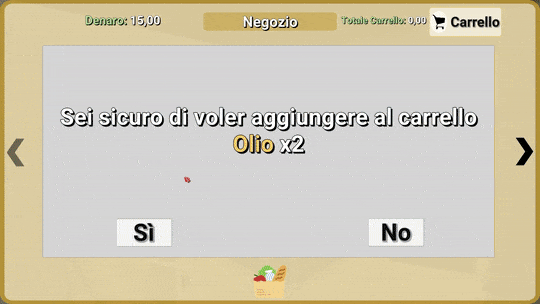 Denaro: 15,00
Negozio
Totale Carrello: 0,00
Carrello
Sei sicuro di voler aggiungere al carrello
Olio x2
Sì
No